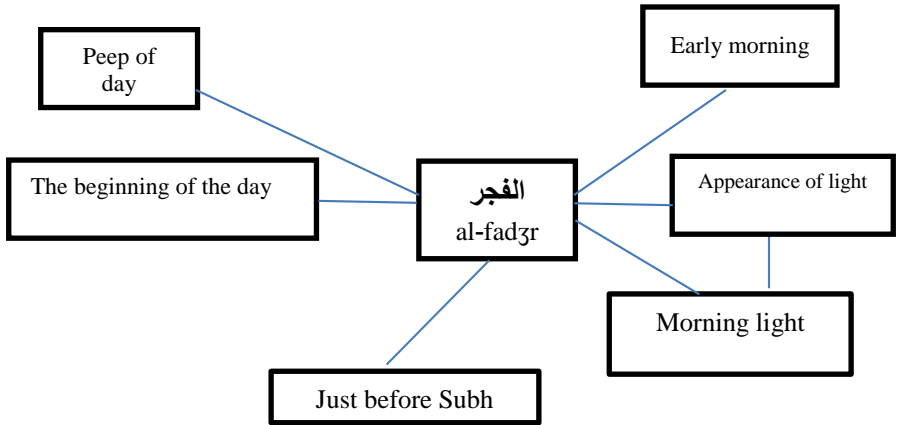 Peep of
day
Early morning
The beginning of the day
الفجر
al-fadʒr
Appearance of light
Morning light
Just before Subh